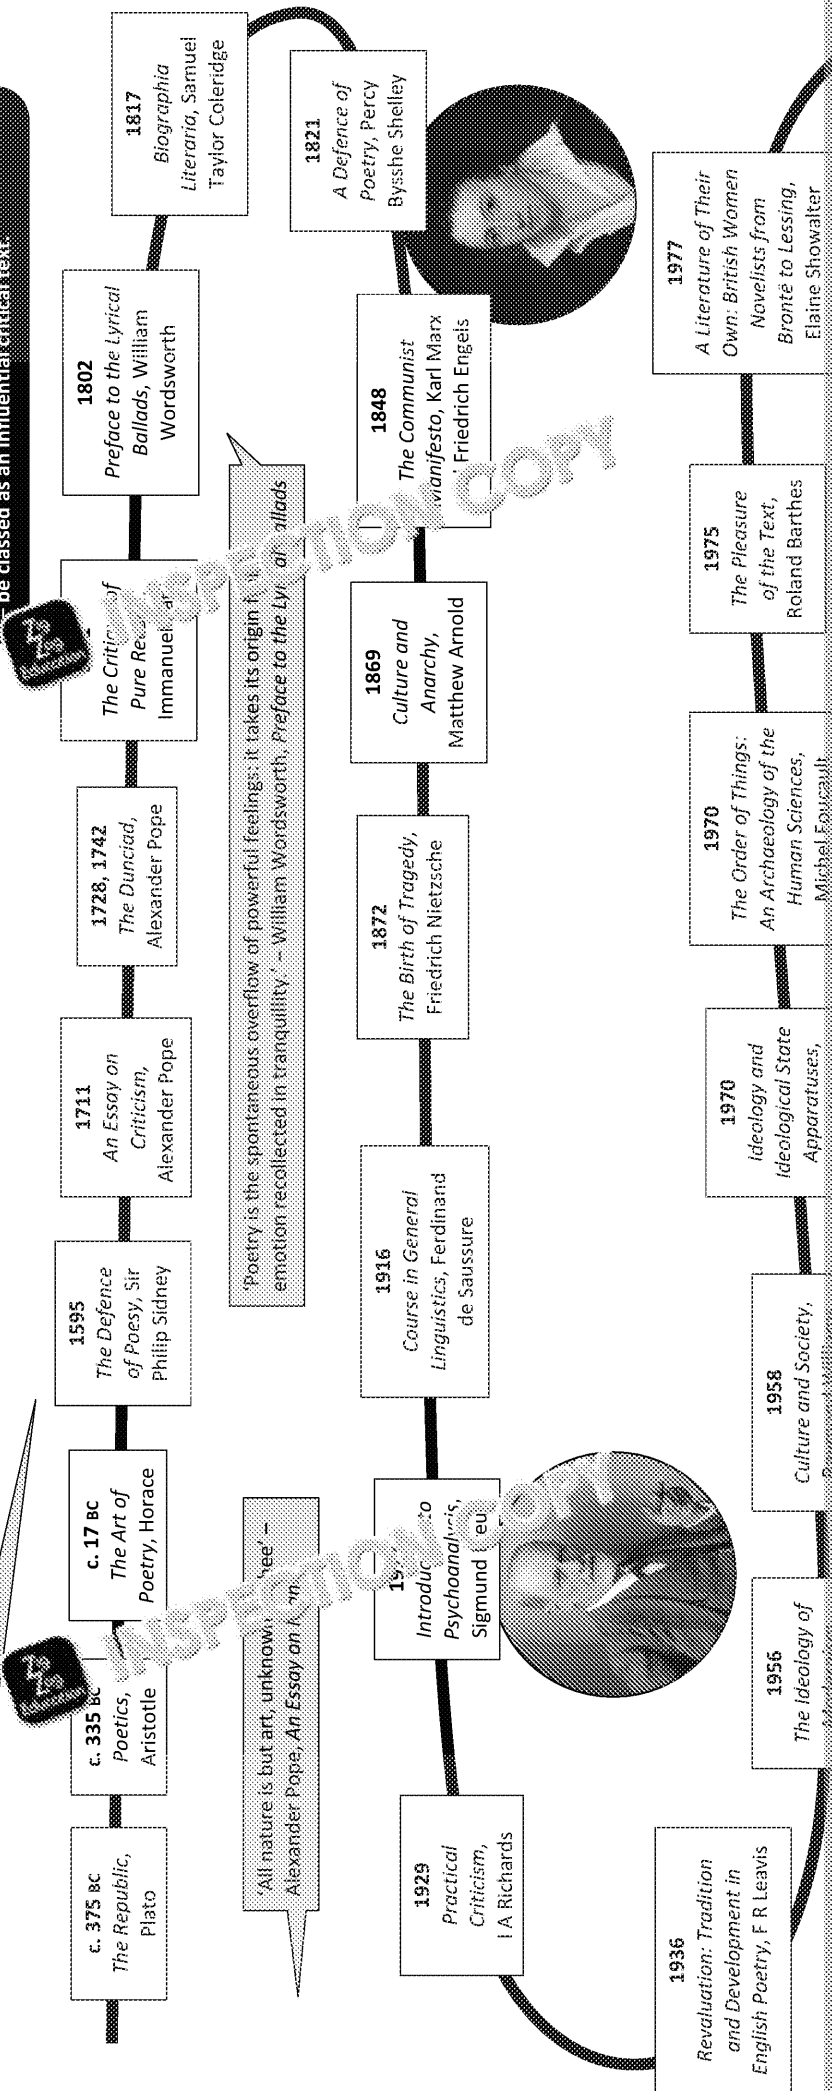 be classed as an influential critical text.
c. 375 BC
The Republic,
Plato
c. 335 BC
Poetics,
Aristotle
c. 17 BC
The Art of
Poetry, Horace
1595
The Defence
of Poesy, Sir
Philip Sidney
1711
An Essay on
Criticism,
Alexander Pope
1728, 1742
The Dunciad,
Alexander Pope
The of
Pure
Immanuel
1802
Preface to the Lyrical
Ballads, William
Wordsworth
1817
Biographia
Literaria, Samuel
Taylor Coleridge
'All nature is but art, unknown thee' –
Alexander Pope, An Essay on
'Poetry is the spontaneous overflow of powerful feelings: it takes its origin
emotion recollected in tranquillity.' – William Wordsworth, Preface to the Lyrical Ballads
1821
A Defence of
Poetry, Percy
Bysshe Shelley
1848
The Communist
Manifesto, Karl Marx
Friedrich Engels
1869
Culture and
Anarchy,
Matthew Arnold
1872
The Birth of Tragedy,
Friedrich Nietzsche
1916
Course in General
Linguistics, Ferdinand
de Saussure
to
Psychoanalysis,
Sigmund
1929
Practical
Criticism,
I A Richards
1936
Revaluation: Tradition
and Development in
English Poetry, F R Leavis
1956
The Ideology of
1958
Culture and Society,
1970
Ideology and
Ideological State
Apparatuses,
1970
The Order of Things:
An Archaeology of the
Human Sciences,
Michel Foucault
1975
The Pleasure
of the Text,
Roland Barthes
1977
A Literature of Their
Own: British Women
Novelists from
Brontë to Lessing,
Elaine Showalter
INSPECTION COPY
INSPECTION COPY
Zig
Zag
Education
Zig
Zag
Education